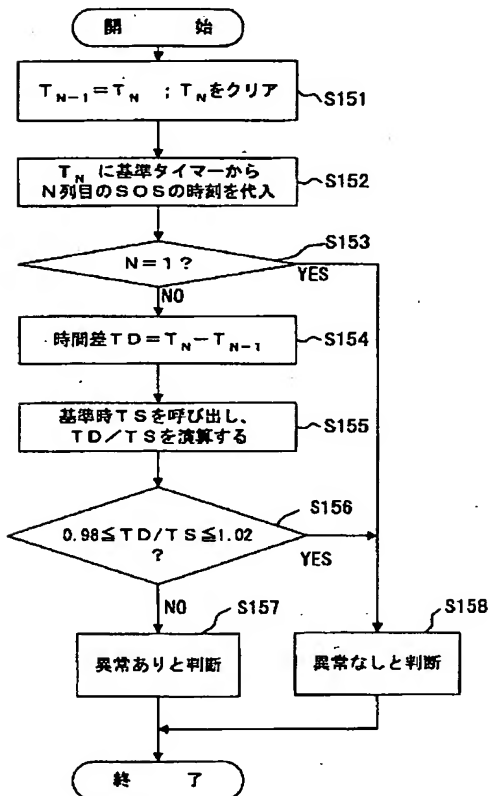 開　始
T_{N-1}=T_N ;T_Nをクリア
S151
T_N に基準タイマーから
N列目のSOSの時刻を代入
S152
N=1?
S153
YES
NO
時間差TD=T_N−T_{N-1}
S154
基準時TSを呼び出し、
TD/TSを演算する
S155
0.98≦TD/TS≦1.02
?
S156
YES
NO
異常ありと判断
S157
異常なしと判断
S158
終　了